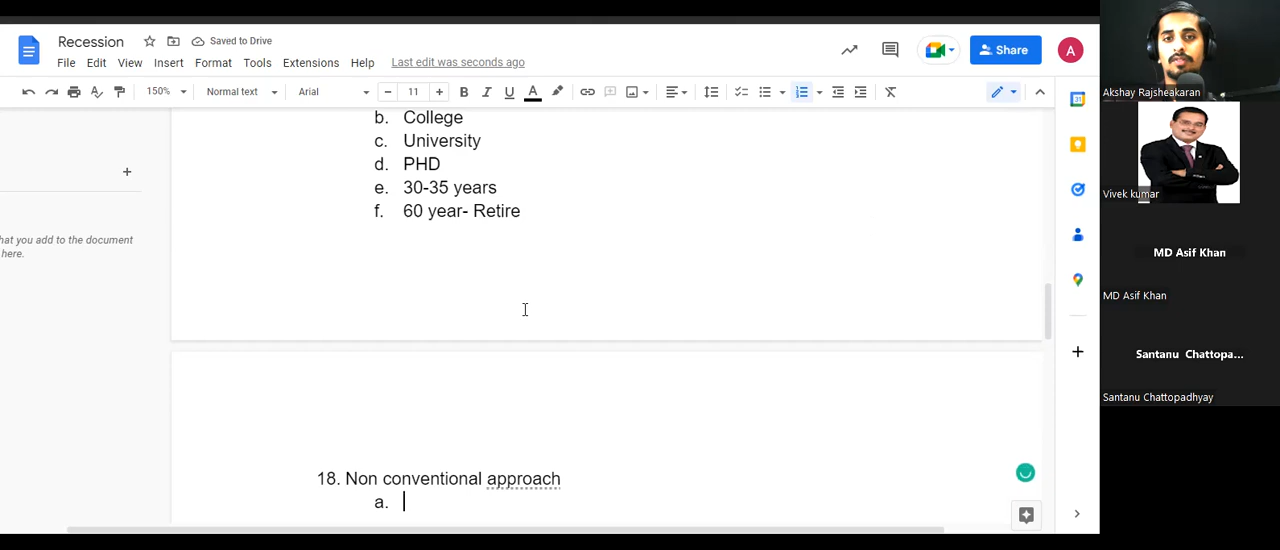 Recession
Saved to Drive
File Edit View Insert Format Tools Extensions Help Last edit was seconds ago
Share
A
150% Normal text Arial 11
b. College
c. University
d. PHD
e. 30-35 years
f. 60 year- Retire
hat you add to the document
here.
18. Non conventional approach
a.
Akshay Rajsheakaran
Vivek kumar
MD Asif Khan
MD Asif Khan
Santanu Chattopa...
Santanu Chattopadhyay